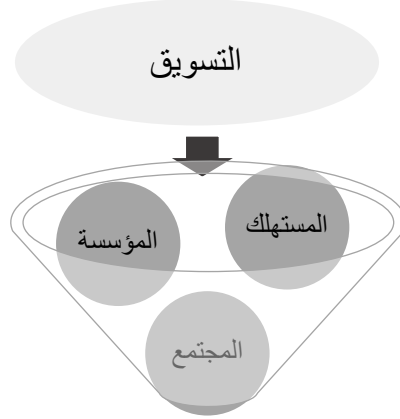 التسويق
المستهلك
المؤسسة
المجتمع